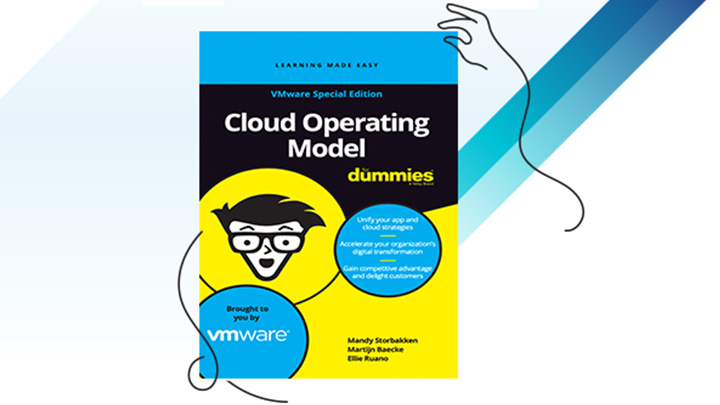 LEARNING MADE EASY
VMware Special Edition
Cloud Operating
Model
for
dummies
A Wiley Brand
Unify your app and
cloud strategies
Accelerate your organization's
digital transformation
Gain competitive advantage
and delight customers
Brought to
you by
vmware®
Mandy Storbakken
Martijn Baecke
Ellie Ruano